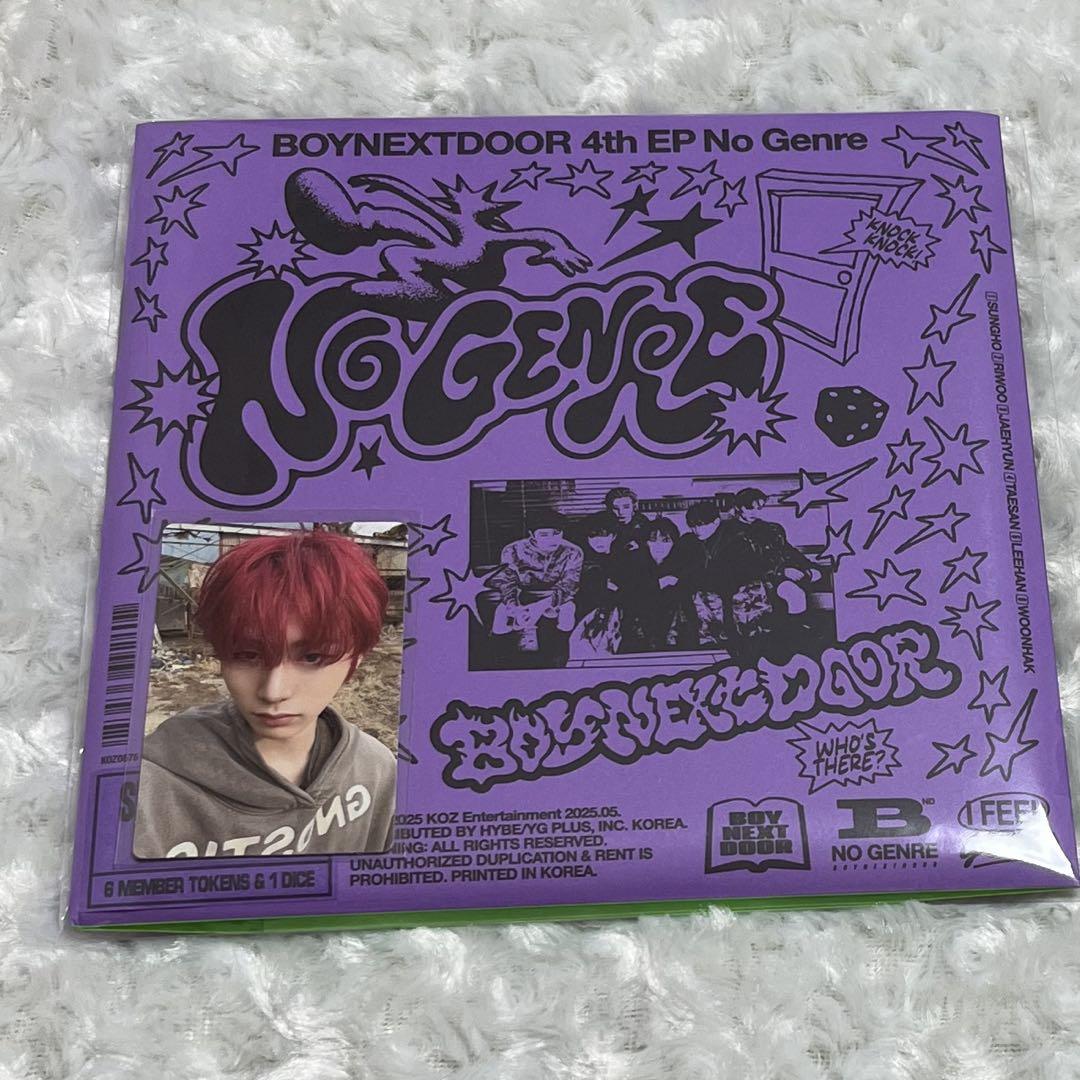 BOYNEXTDOOR 4th EP No Genre
KNOCK
KNOCK!
NO GENRE
SUNGHO RIWOO JAEHYUN TAESAN LEEHAN WOONHAK
BOYNEXTDOOR
WHO'S
THERE?
2025 KOZ Entertainment 2025.05.
BY HYBE/YG PLUS, INC. KOREA.
ALL RIGHTS RESERVED.
UNAUTHORIZED DUPLICATION & RENT IS
PROHIBITED. PRINTED IN KOREA.
6 MEMBER TOKENS & 1 DICE
BOY
NEXT
DOOR
B ND
NO GENRE
BOYNEXTDOOR
I FEEL